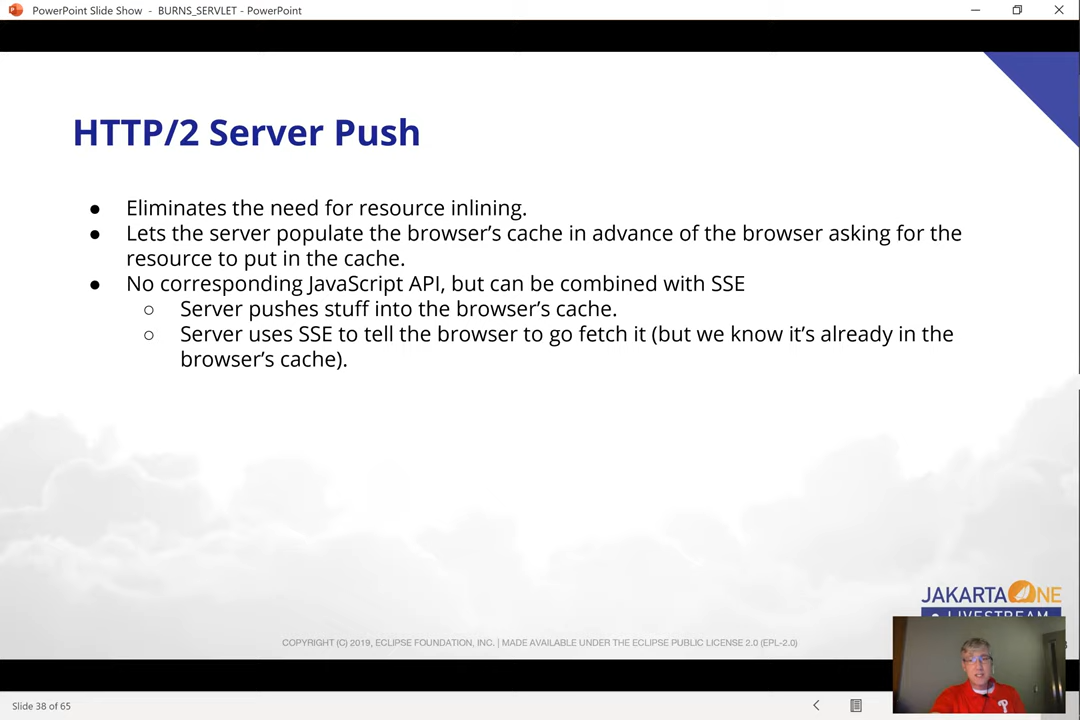 PowerPoint Slide Show - BURNS_SERVLET - PowerPoint
HTTP/2 Server Push
● Eliminates the need for resource inlining.
● Lets the server populate the browser’s cache in advance of the browser asking for the
resource to put in the cache.
● No corresponding JavaScript API, but can be combined with SSE
○ Server pushes stuff into the browser’s cache.
○ Server uses SSE to tell the browser to go fetch it (but we know it’s already in the
browser’s cache).
JAKARTA ONE
LIVESTREAM
COPYRIGHT (C) 2019, ECLIPSE FOUNDATION, INC. | MADE AVAILABLE UNDER THE ECLIPSE PUBLIC LICENSE 2.0 (EPL-2.0)
P
Slide 38 of 65